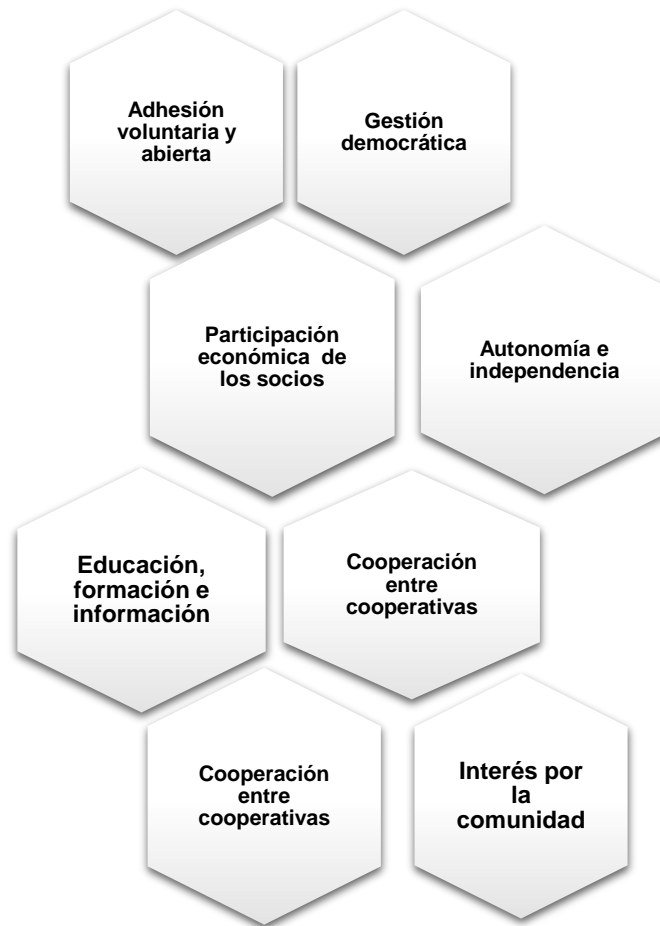 Adhesión
voluntaria y
abierta
Gestión
democrática
Participación
económica  de
los socios
Autonomía e
independencia
Educación,
formación e
información
Cooperación
entre
cooperativas
Cooperación
entre
cooperativas
Interés por
la
comunidad